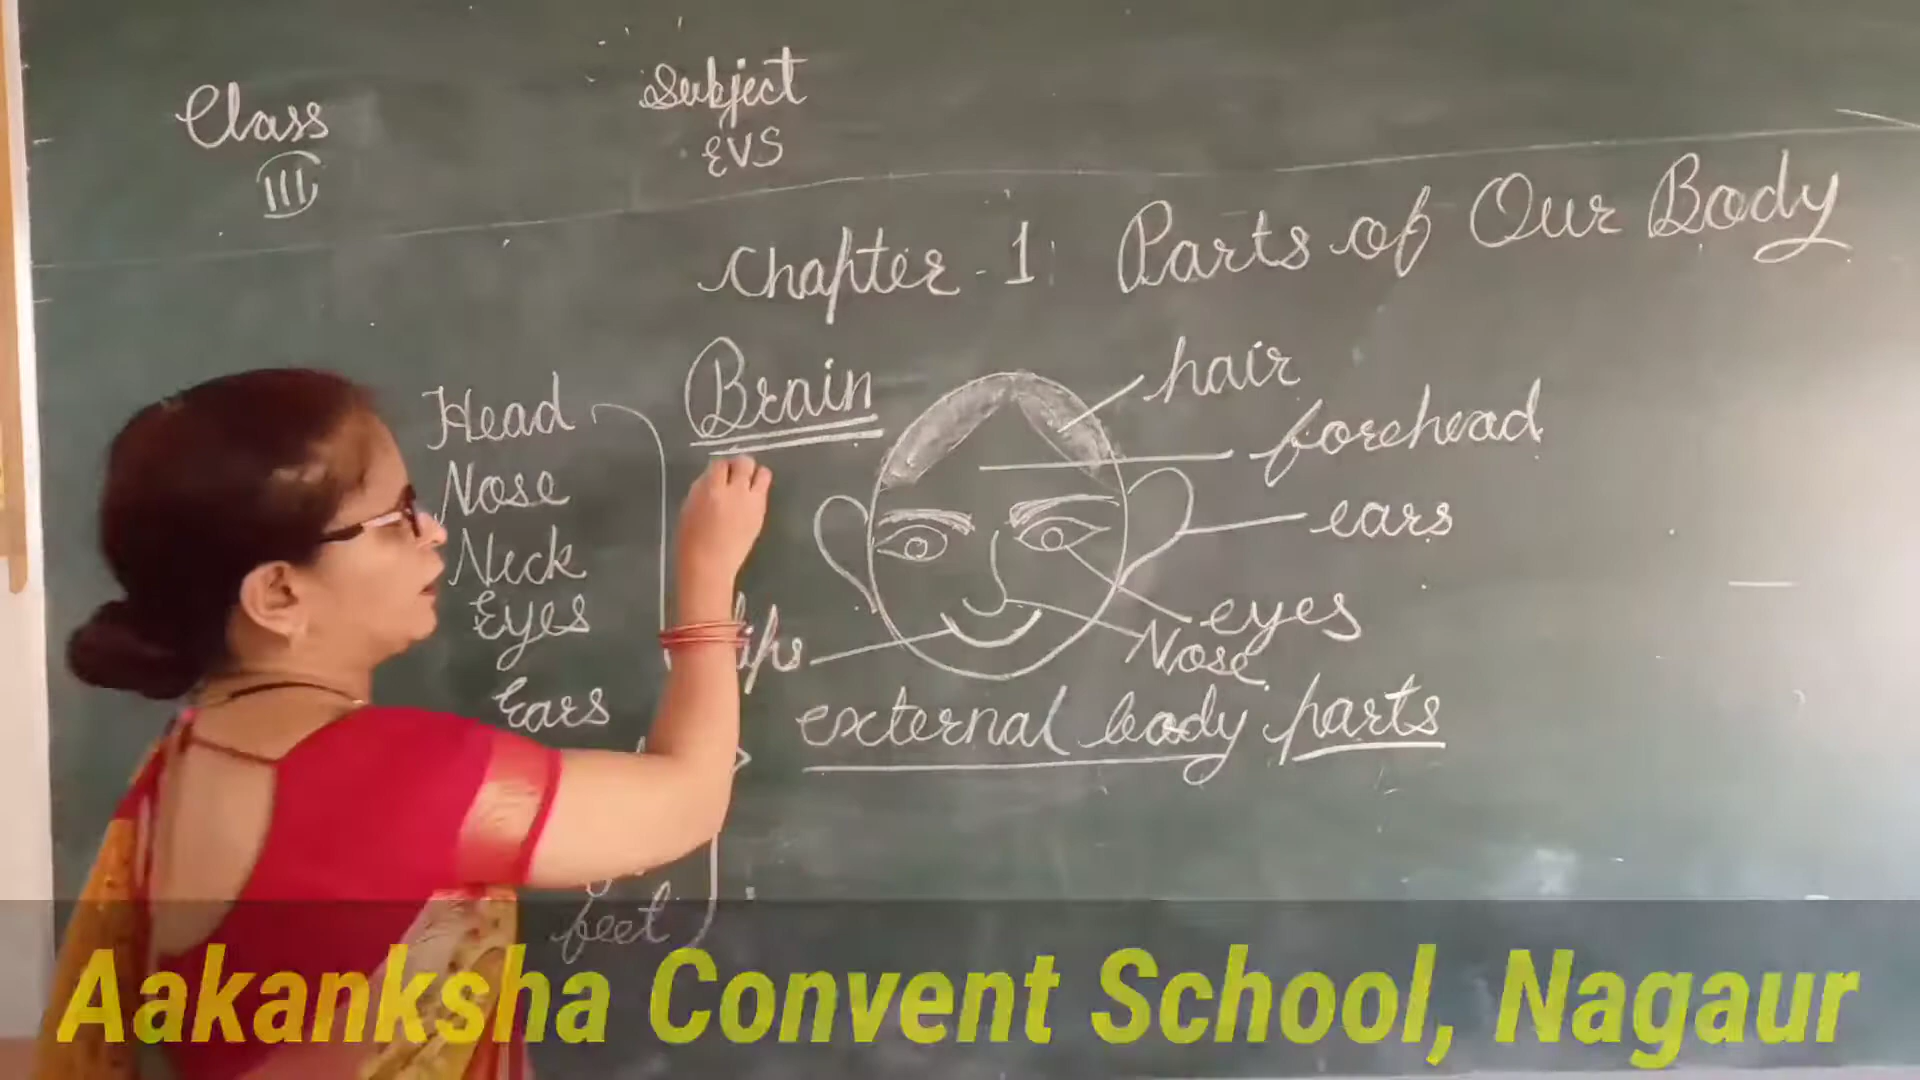 Class
III
Subject
EVS
Chapter - 1 Parts of Our Body
Head
Nose
Neck
Eyes
Ears
feet
Brain
hair
forehead
ears
eyes
Nose
lips
external body parts
Aakanksha Convent School, Nagaur